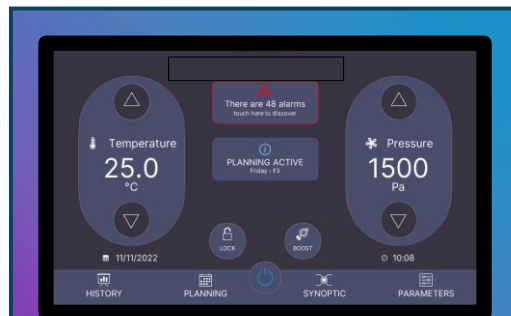 There are 48 alarms
touch here to discover
Temperature
25.0
°C
PLANNING ACTIVE
Friday - F3
Pressure
1500
Pa
LOCK
BOOST
11/11/2022
10:08
HISTORY
PLANNING
SYNOPTIC
PARAMETERS